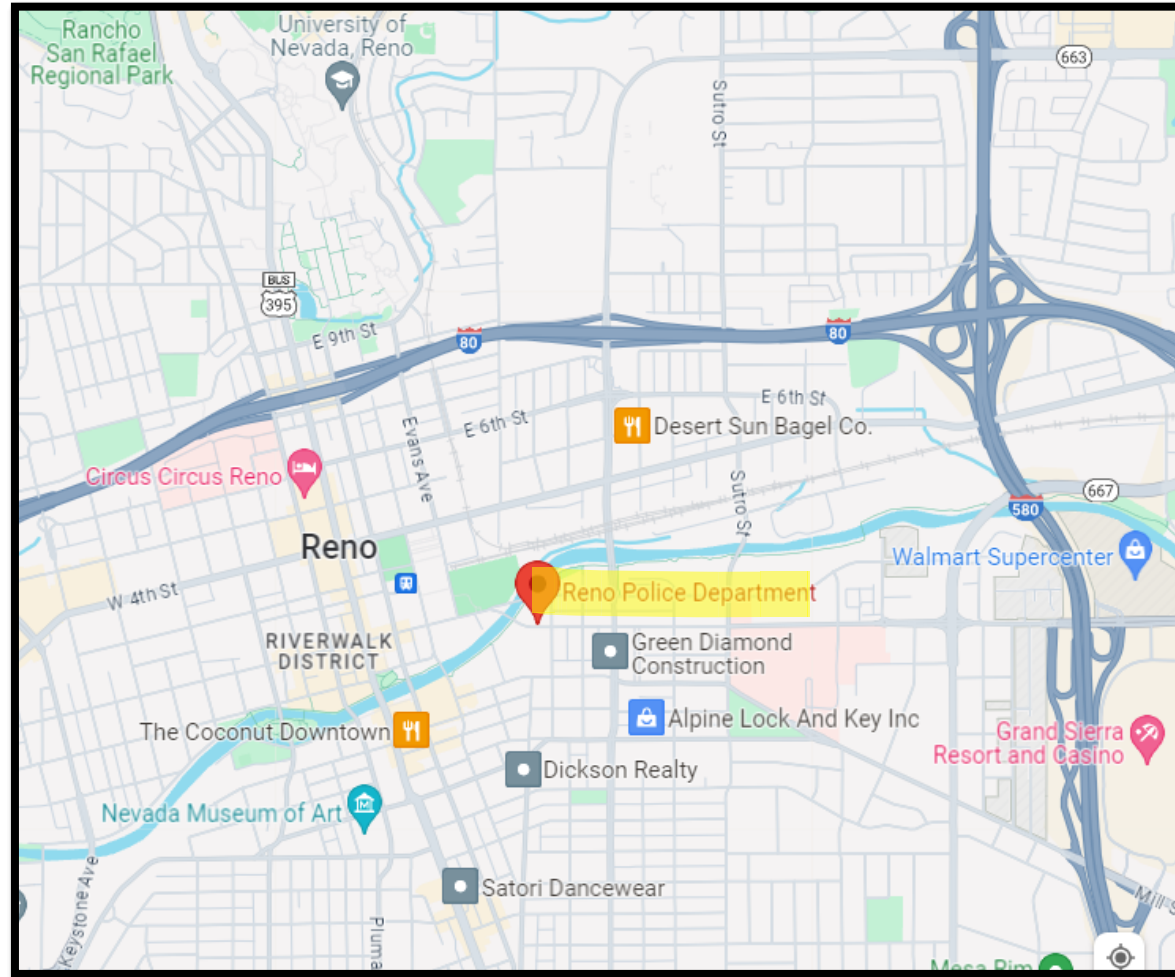 Rancho
San Rafael
Regional Park
University of
Nevada, Reno
663
Sutro St
BUS
395
E 9th St
80
80
E 6th St
E 6th St
Evans Ave
Desert Sun Bagel Co.
Circus Circus Reno
Sutro St
667
580
Reno
Walmart Supercenter
W 4th St
Reno Police Department
RIVERWALK
DISTRICT
Green Diamond
Construction
The Coconut Downtown
Alpine Lock And Key Inc
Grand Sierra
Resort and Casino
Dickson Realty
Nevada Museum of Art
Satori Dancewear
Keystone Ave
Pluma
Mill S
Mesa Rim